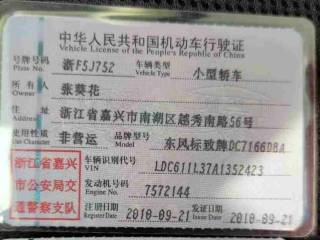 中华人民共和国机动车行驶证
Vehicle License of the People's Republic of China
号牌号码 浙F5J752 车辆类型 小型轿车
Plate No. Vehicle Type
所有人 张葵花
Owner
住址 浙江省嘉兴市南湖区越秀南路56号
Address
使用性质 非营运 品牌型号 东风标致牌DC7166DBA
Use Character Model
浙江省嘉兴市公安局交通警察支队
车辆识别代号 LDC611L37A1352423
VIN
发动机号码 7572144
Engine No.
注册日期 2010-09-21 发证日期 2010-09-21
Register Date Issue Date